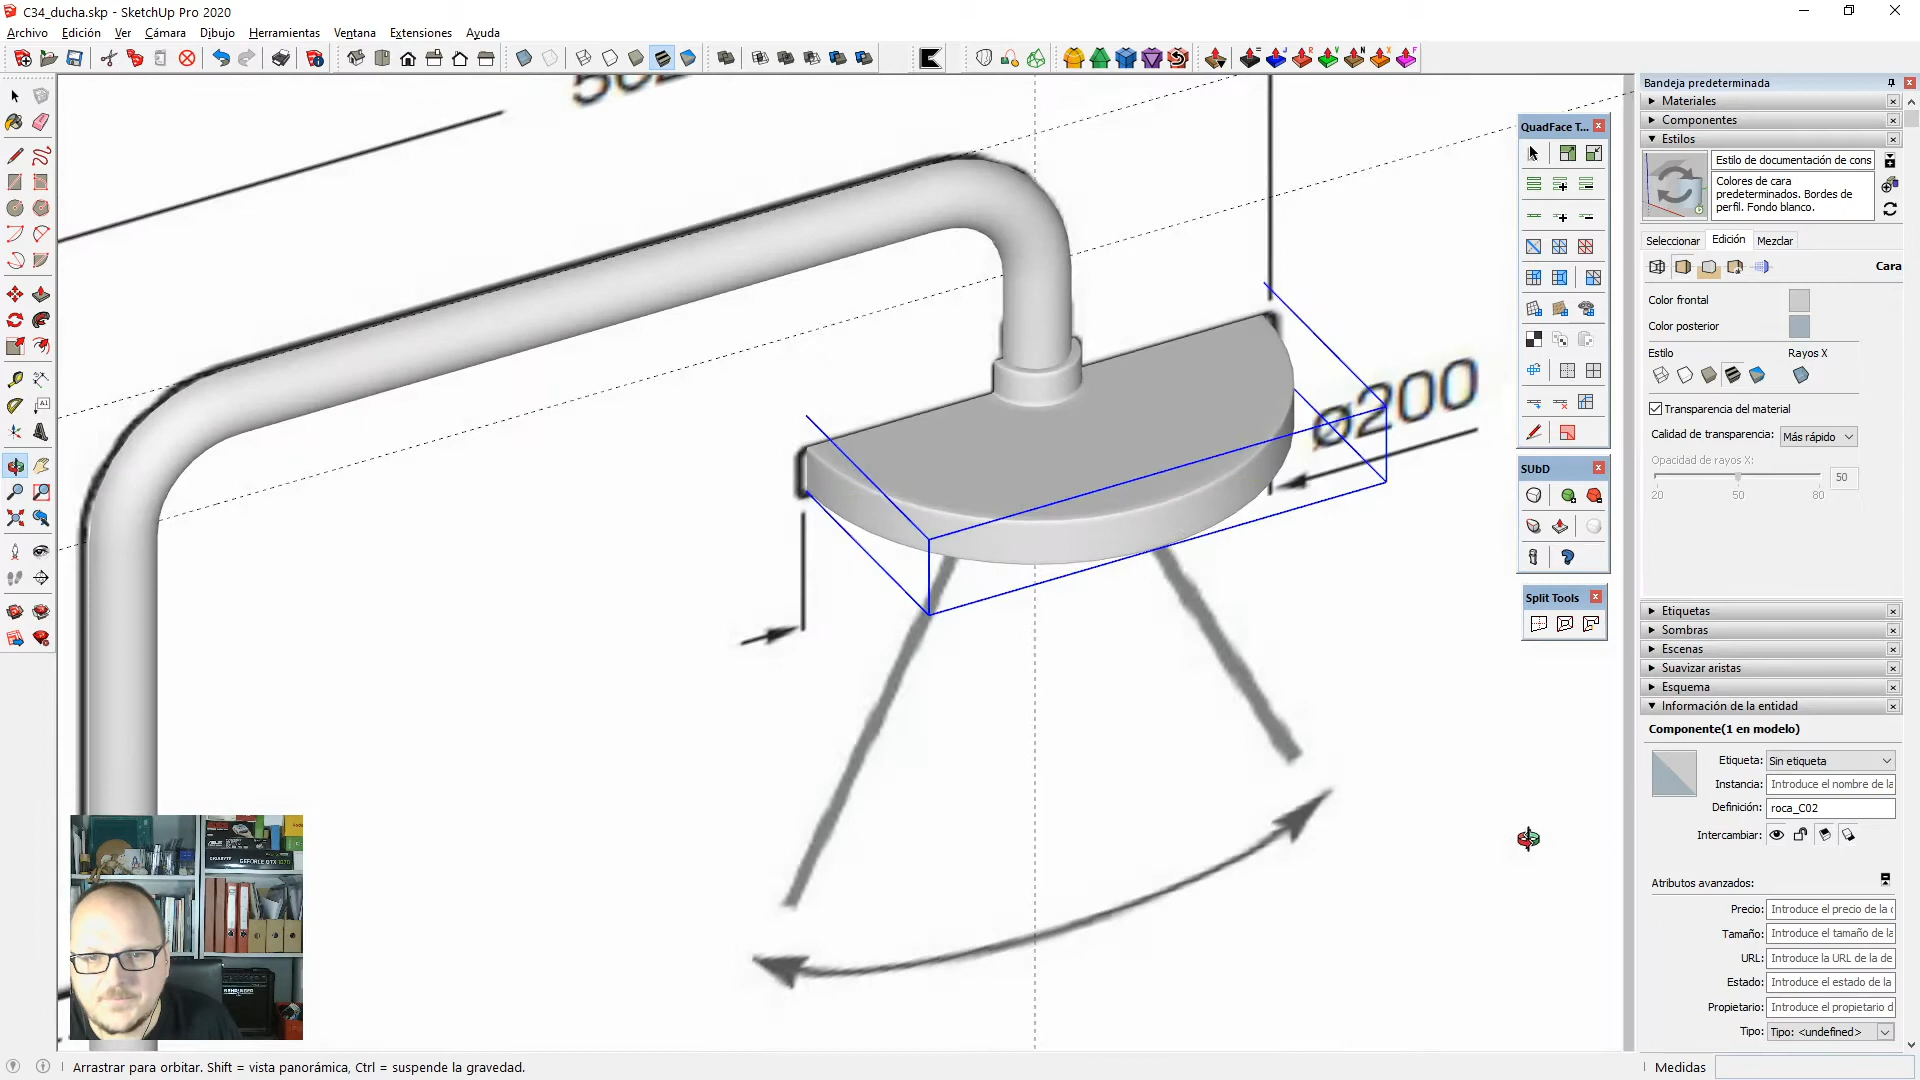 C34_ducha.skp - SketchUp Pro 2020
Archivo Edición Ver Cámara Dibujo Herramientas Ventana Extensiones Ayuda
Bandeja predeterminada
Materiales
Componentes
Estilos
Estilo de documentación de cons
Colores de cara
predeterminados. Bordes de
perfil. Fondo blanco.
Seleccionar Edición Mezclar
Cara
Color frontal
Color posterior
Estilo Rayos X
Transparencia del material
Calidad de transparencia: Más rápido
Opacidad de rayos X: 50
20 50 80
Etiquetas
Sombras
Escenas
Suavizar aristas
Esquema
Información de la entidad
Componente(1 en modelo)
Etiqueta: Sin etiqueta
Instancia: Introduce el nombre de la
Definición: roca_C02
Intercambiar:
Atributos avanzados:
Precio: Introduce el precio de la
Tamaño: Introduce el tamaño de la
URL: Introduce la URL de la de
Estado: Introduce el estado de la
Propietario: Introduce el propietario d
Tipo: Tipo: <undefined>
QuadFace T...
SUbD
Split Tools
ø200
GIGABYTE
GEFORCE GTX 1070
BEHRINGER
Arrastrar para orbitar. Shift = vista panorámica, Ctrl = suspende la gravedad.
Medidas